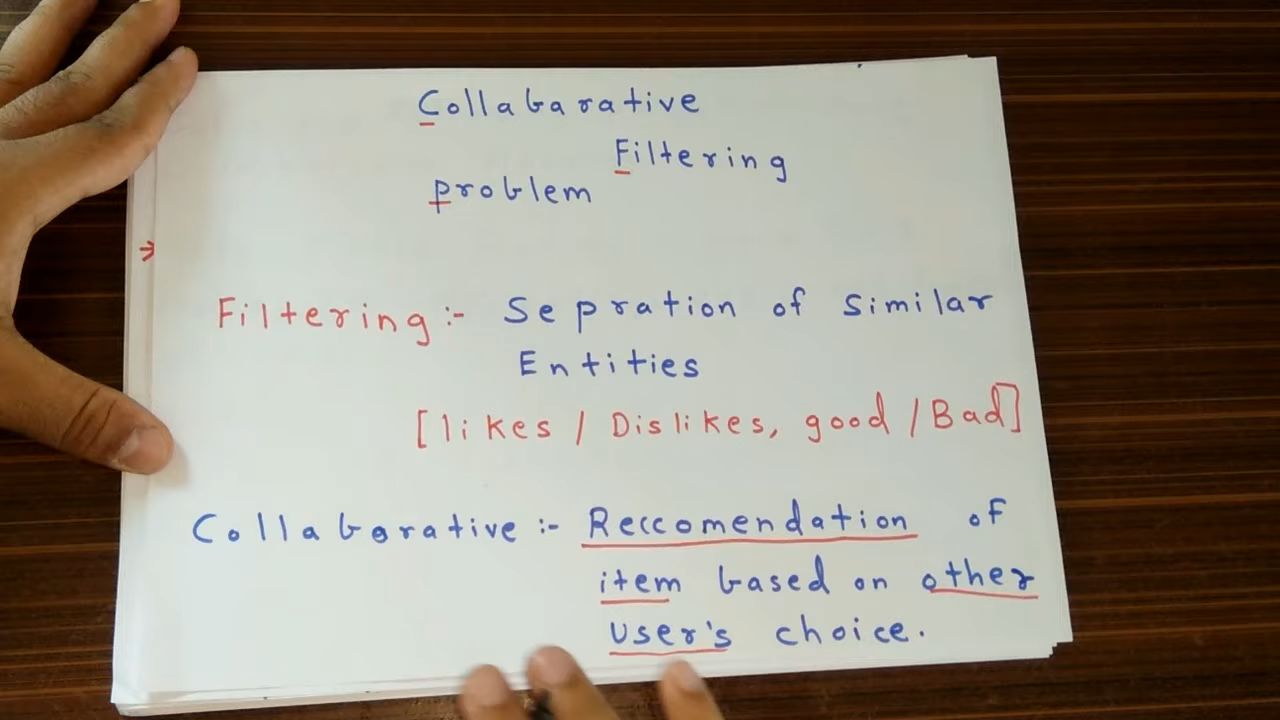 Collabarative
Filtering
problem
→
Filtering :- Sepration of Similar
Entities
[likes / Dislikes, good / Bad]
Collaborative :- Reccomendation of
item based on other
user's choice.